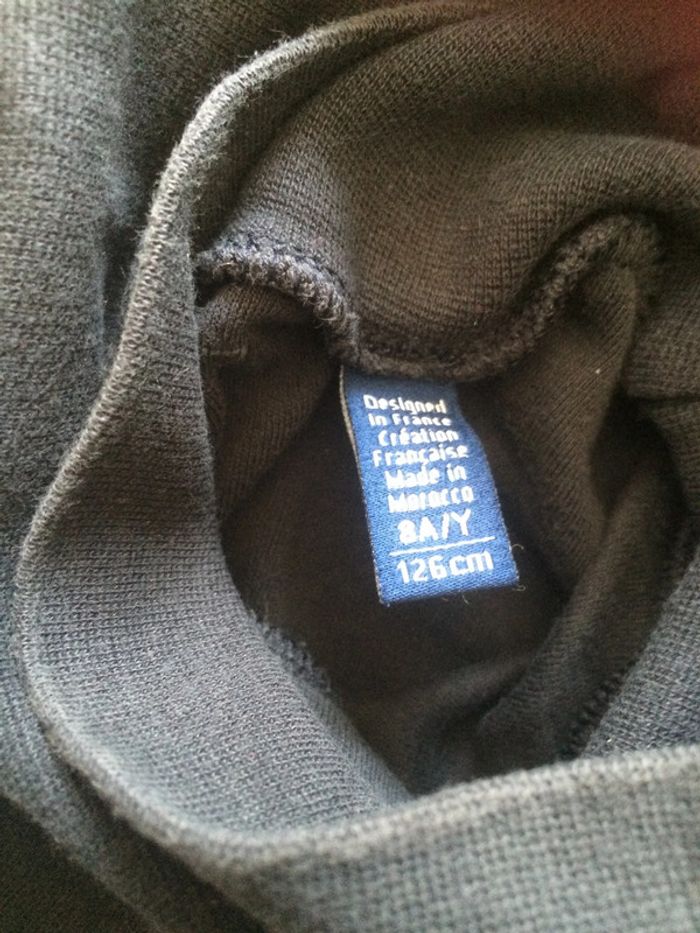 Designed
in France
Création
Française
Made in
Morocco
8A/Y
126cm